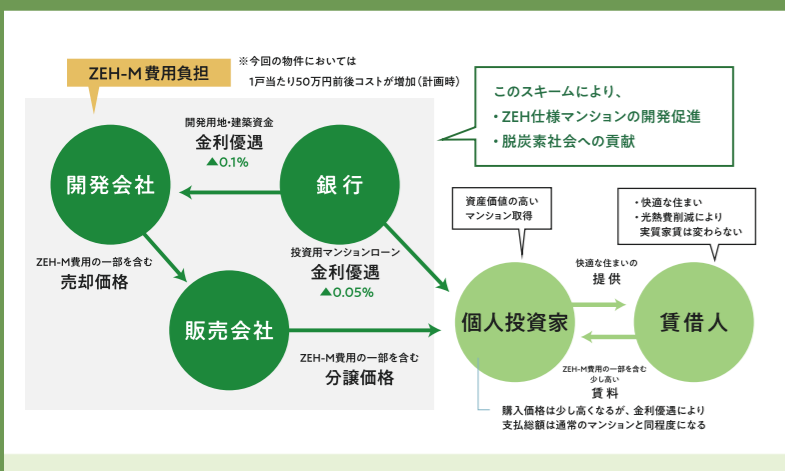 ZEH-M費用負担
※今回の物件においては
1戸当たり50万円前後コストが増加(計画時)
このスキームにより、
・ZEH仕様マンションの開発促進
・脱炭素社会への貢献
開発用地・建築資金
金利優遇
▲0.1%
開発会社
銀行
資産価値の高い
マンション取得
・快適な住まい
・光熱費削減により
実質家賃は変わらない
ZEH-M費用の一部を含む
売却価格
投資用マンションローン
金利優遇
▲0.05%
快適な住まいの
提供
販売会社
個人投資家
賃借人
ZEH-M費用の一部を含む
分譲価格
ZEH-M費用の一部を含む
少し高い
賃料
購入価格は少し高くなるが、金利優遇により
支払総額は通常のマンションと同程度になる